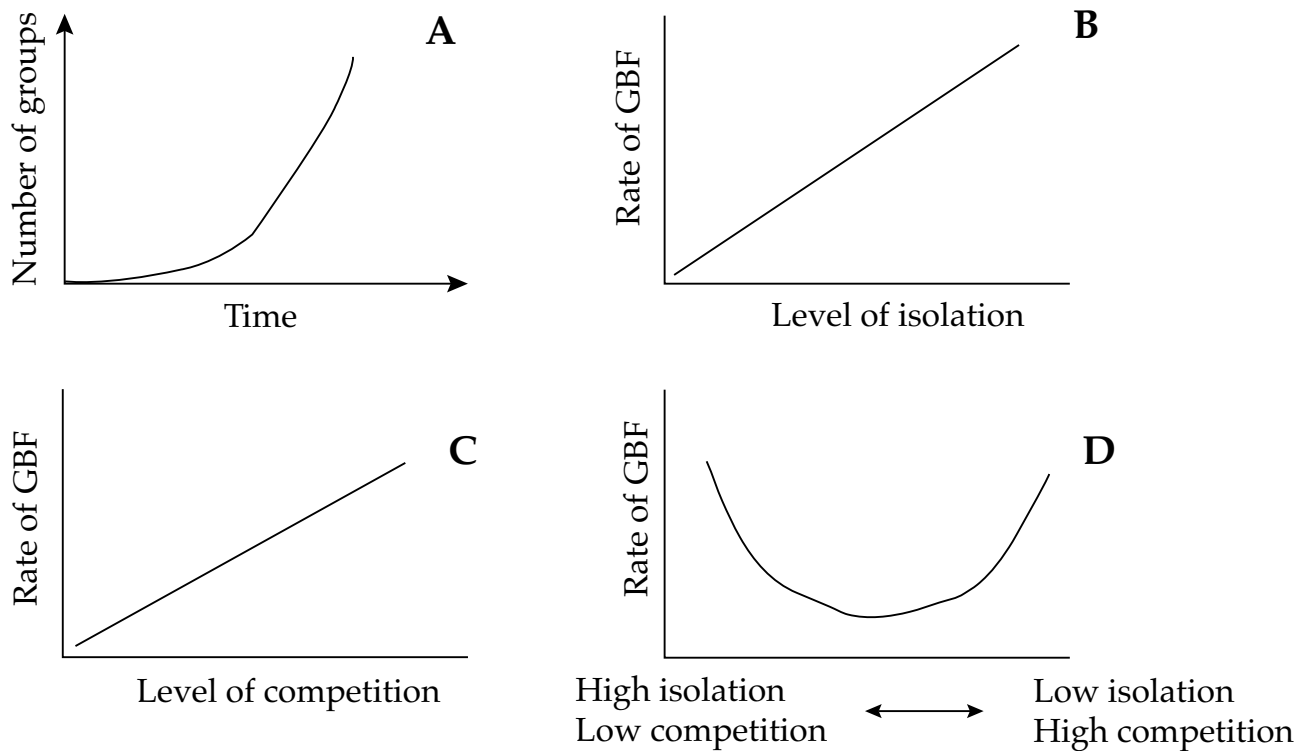 A
Number of groups
Time
B
Rate of GBF
Level of isolation
C
Rate of GBF
Level of competition
D
Rate of GBF
High isolation
Low competition
Low isolation
High competition